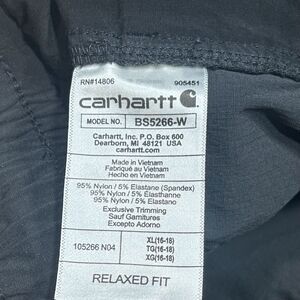 RN#14806 905451
carhartt
MODEL NO. BS5266-W
Carhartt, Inc. P.O. Box 600
Dearborn, MI 48121 USA
carhartt.com
Made in Vietnam
Fabriqué en Vietnam
Hecho en Vietnam
95% Nylon / 5% Elastane (Spandex)
95% Nylon / 5% Élasthanne
95% Nylon / 5% Elastano
Exclusive Trimming
Sauf Garnitures
Excepto Adorno
105266 N04
XL(16-18)
TG(16-18)
XG(16-18)
RELAXED FIT